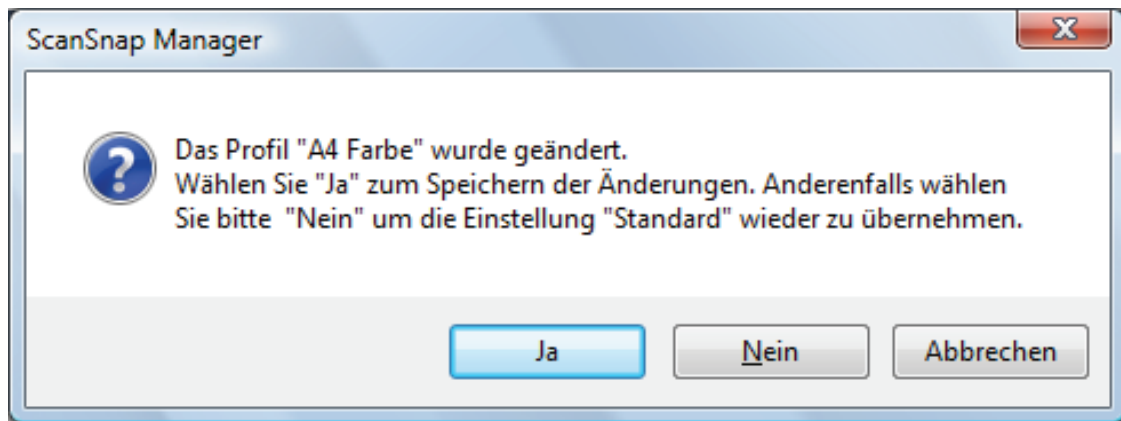 ScanSnap Manager
Das Profil "A4 Farbe" wurde geändert.
Wählen Sie "Ja" zum Speichern der Änderungen. Anderenfalls wählen
Sie bitte  "Nein" um die Einstellung "Standard" wieder zu übernehmen.
Ja Nein Abbrechen